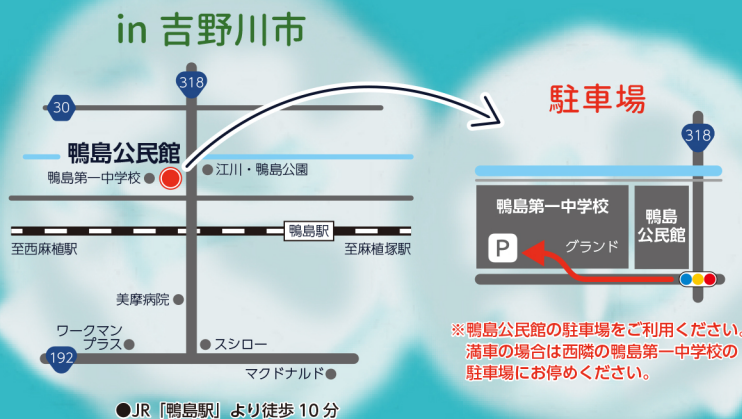 in 吉野川市
318
30
鴨島公民館
鴨島第一中学校
江川・鴨島公園
鴨島駅
至西麻植駅
至麻植塚駅
美摩病院
ワークマン
プラス
スシロー
192
マクドナルド
●JR「鴨島駅」より徒歩10分
駐車場
318
鴨島第一中学校
P
グランド
鴨島
公民館
※鴨島公民館の駐車場をご利用ください。
満車の場合は西隣の鴨島第一中学校の
駐車場にお停めください。